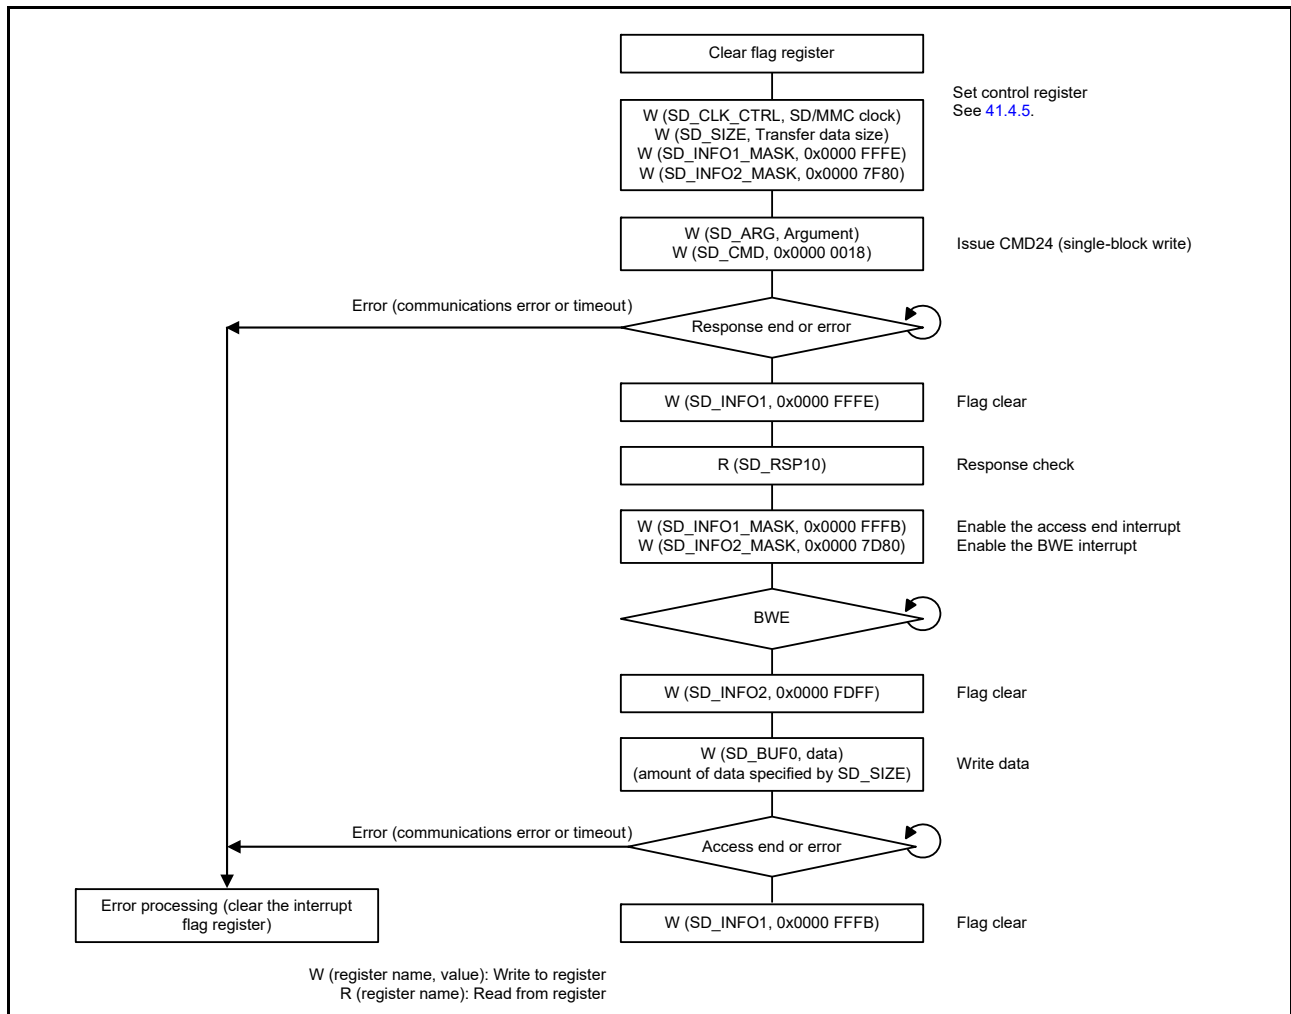 Clear flag register
Set control register
See 41.4.5.
W (SD_CLK_CTRL, SD/MMC clock)
W (SD_SIZE, Transfer data size)
W (SD_INFO1_MASK, 0x0000 FFFE)
W (SD_INFO2_MASK, 0x0000 7F80)
W (SD_ARG, Argument)
W (SD_CMD, 0x0000 0018)
Issue CMD24 (single-block write)
Error (communications error or timeout)
Response end or error
W (SD_INFO1, 0x0000 FFFE)
Flag clear
R (SD_RSP10)
Response check
W (SD_INFO1_MASK, 0x0000 FFFB)
W (SD_INFO2_MASK, 0x0000 7D80)
Enable the access end interrupt
Enable the BWE interrupt
BWE
W (SD_INFO2, 0x0000 FDFF)
Flag clear
W (SD_BUF0, data)
(amount of data specified by SD_SIZE)
Write data
Error (communications error or timeout)
Access end or error
Error processing (clear the interrupt
flag register)
W (SD_INFO1, 0x0000 FFFB)
Flag clear
W (register name, value): Write to register
R (register name): Read from register